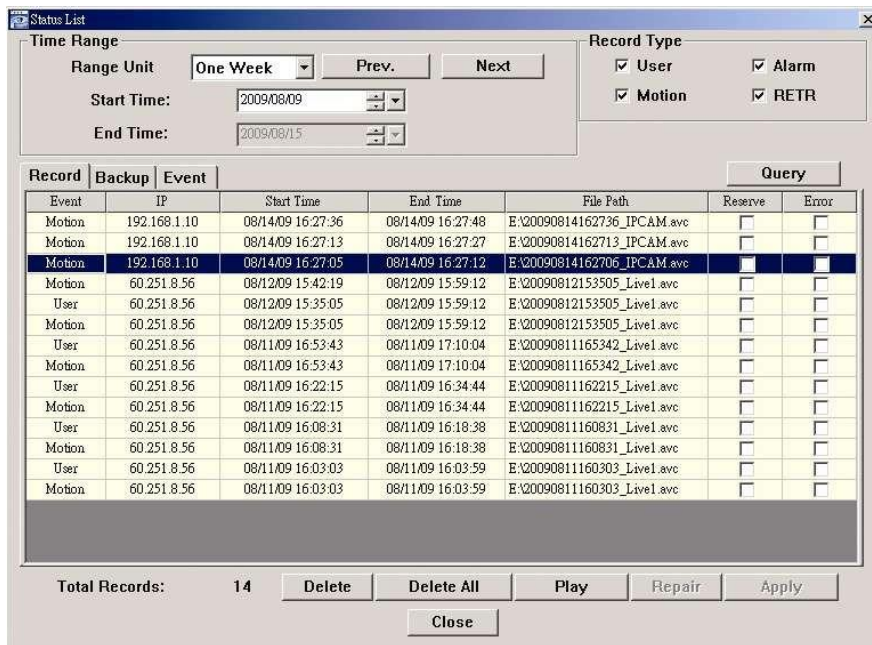 Status List
Time Range
Record Type
Range Unit One Week Prev. Next
User Alarm
Start Time: 2009/08/09
Motion RETR
End Time: 2009/08/15
Record Backup Event Query
Event IP Start Time End Time File Path Reserve Error
Motion 192.168.1.10 08/14/09 16:27:36 08/14/09 16:27:48 E:\20090814162736_IPCAM.avc
Motion 192.168.1.10 08/14/09 16:27:13 08/14/09 16:27:27 E:\20090814162713_IPCAM.avc
Motion 192.168.1.10 08/14/09 16:27:05 08/14/09 16:27:12 E:\20090814162706_IPCAM.avc
Motion 60.251.8.56 08/12/09 15:42:19 08/12/09 15:59:12 E:\20090812153505_Live1.avc
User 60.251.8.56 08/12/09 15:35:05 08/12/09 15:59:12 E:\20090812153505_Live1.avc
Motion 60.251.8.56 08/12/09 15:35:05 08/12/09 15:59:12 E:\20090812153505_Live1.avc
User 60.251.8.56 08/11/09 16:53:43 08/11/09 17:10:04 E:\20090811165342_Live1.avc
Motion 60.251.8.56 08/11/09 16:53:43 08/11/09 17:10:04 E:\20090811165342_Live1.avc
User 60.251.8.56 08/11/09 16:22:15 08/11/09 16:34:44 E:\20090811162215_Live1.avc
Motion 60.251.8.56 08/11/09 16:22:15 08/11/09 16:34:44 E:\20090811162215_Live1.avc
User 60.251.8.56 08/11/09 16:08:31 08/11/09 16:18:38 E:\20090811160831_Live1.avc
Motion 60.251.8.56 08/11/09 16:08:31 08/11/09 16:18:38 E:\20090811160831_Live1.avc
User 60.251.8.56 08/11/09 16:03:03 08/11/09 16:03:59 E:\20090811160303_Live1.avc
Motion 60.251.8.56 08/11/09 16:03:03 08/11/09 16:03:59 E:\20090811160303_Live1.avc
Total Records: 14 Delete Delete All Play Repair Apply
Close